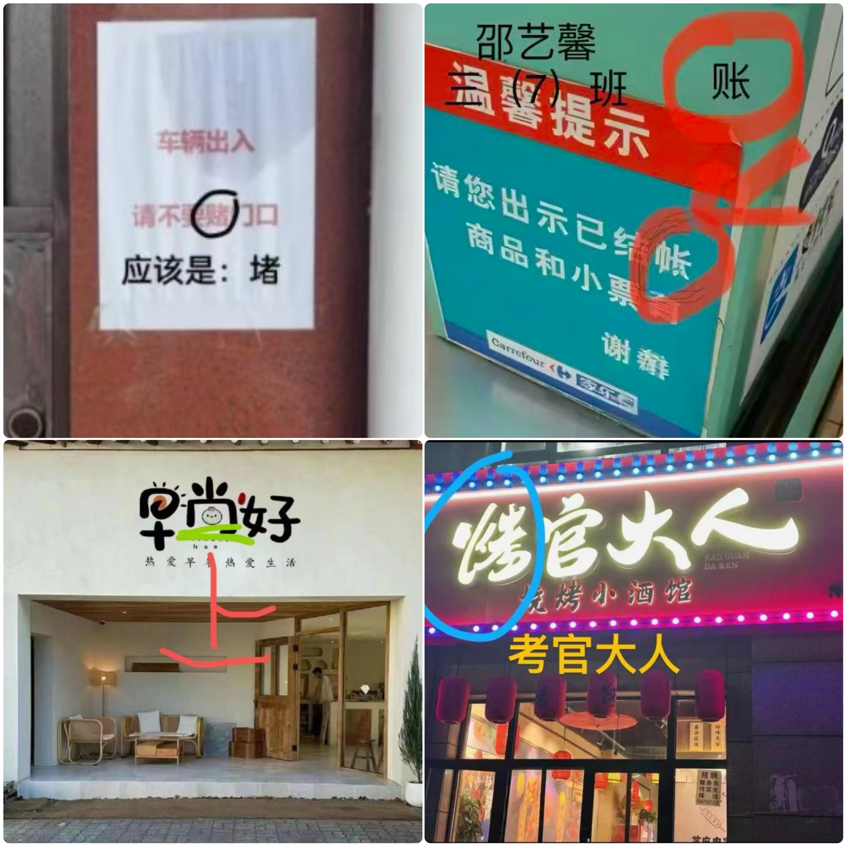 车辆出入
请不要赌门口
应该是：堵
邵艺馨
三（7）班
账
温馨提示
请您出示已结帐
商品和小票
谢谢
Carrefour
家乐福
早尚好
hao
热爱早餐热爱生活
上
烤官大人
KAO GUAN
DA REN
烧烤小酒馆
考官大人